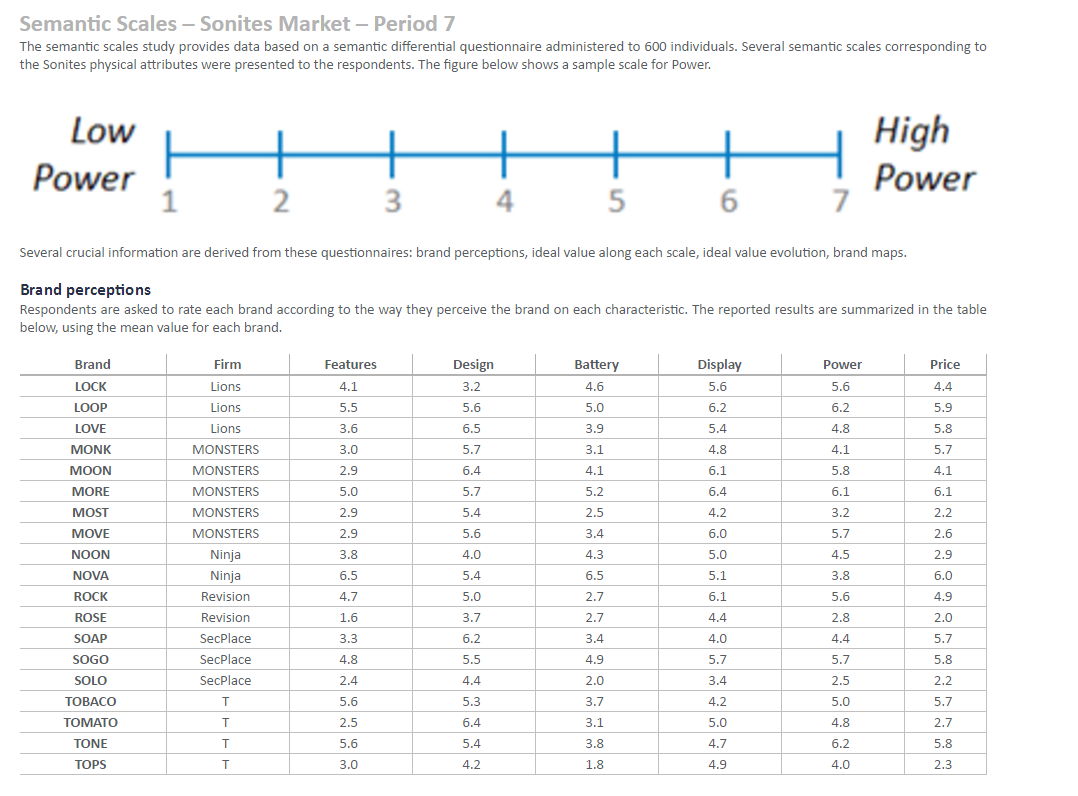 Semantic Scales – Sonites Market – Period 7
The semantic scales study provides data based on a semantic differential questionnaire administered to 600 individuals. Several semantic scales corresponding to
the Sonites physical attributes were presented to the respondents. The figure below shows a sample scale for Power.
Low Power 1 2 3 4 5 6 7 High Power
Several crucial information are derived from these questionnaires: brand perceptions, ideal value along each scale, ideal value evolution, brand maps.
Brand perceptions
Respondents are asked to rate each brand according to the way they perceive the brand on each characteristic. The reported results are summarized in the table
below, using the mean value for each brand.
Brand Firm Features Design Battery Display Power Price
LOCK Lions 4.1 3.2 4.6 5.6 5.6 4.4
LOOP Lions 5.5 5.6 5.0 6.2 6.2 5.9
LOVE Lions 3.6 6.5 3.9 5.4 4.8 5.8
MONK MONSTERS 3.0 5.7 3.1 4.8 4.1 5.7
MOON MONSTERS 2.9 6.4 4.1 6.1 5.8 4.1
MORE MONSTERS 5.0 5.7 5.2 6.4 6.1 6.1
MOST MONSTERS 2.9 5.4 2.5 4.2 3.2 2.2
MOVE MONSTERS 2.9 5.6 3.4 6.0 5.7 2.6
NOON Ninja 3.8 4.0 4.3 5.0 4.5 2.9
NOVA Ninja 6.5 5.4 6.5 5.1 3.8 6.0
ROCK Revision 4.7 5.0 2.7 6.1 5.6 4.9
ROSE Revision 1.6 3.7 2.7 4.4 2.8 2.0
SOAP SecPlace 3.3 6.2 3.4 4.0 4.4 5.7
SOGO SecPlace 4.8 5.5 4.9 5.7 5.7 5.8
SOLO SecPlace 2.4 4.4 2.0 3.4 2.5 2.2
TOBACO T 5.6 5.3 3.7 4.2 5.0 5.7
TOMATO T 2.5 6.4 3.1 5.0 4.8 2.7
TONE T 5.6 5.4 3.8 4.7 6.2 5.8
TOPS T 3.0 4.2 1.8 4.9 4.0 2.3